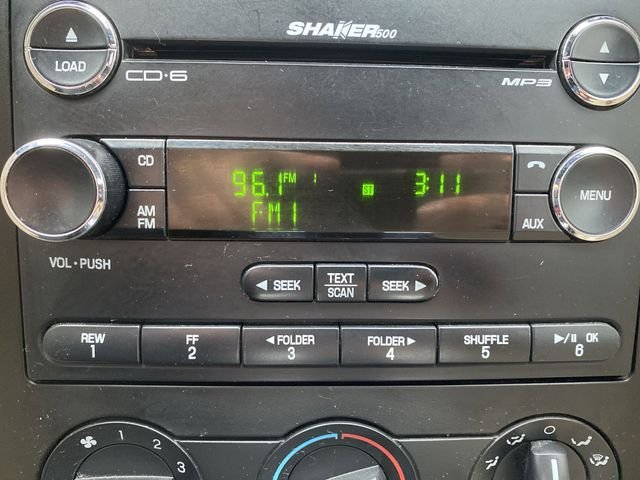 SHAKER500
LOAD
CD•6
MP3
CD
96.1 FM 1 ST 3:11
MENU
AM
FM
FM1
AUX
VOL • PUSH
◄ SEEK
TEXT
SCAN
SEEK ►
REW
1
FF
2
◄ FOLDER
3
FOLDER ►
4
SHUFFLE
5
►/II OK
6
1 2 3
O